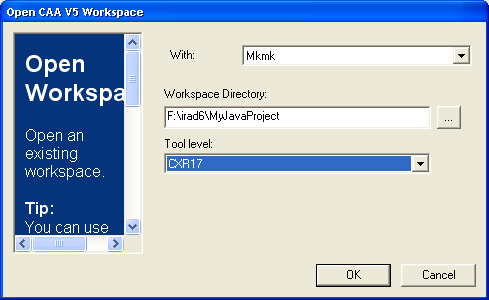 Open CAA V5 Workspace
Open
Workspa
Open an
existing
workspace.
Tip:
You can use
With:
Mkmk
Workspace Directory:
F:\irad6\MyJavaProject
...
Tool level:
CXR17
OK
Cancel